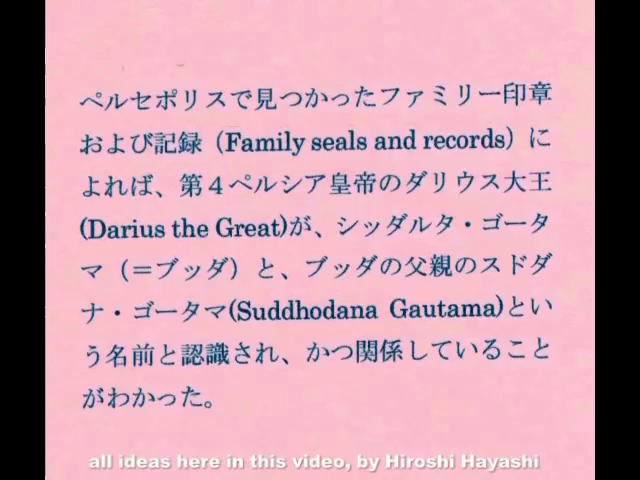 ペルセポリスで見つかったファミリー印章
および記録（Family seals and records）に
よれば、第４ペルシア皇帝のダリウス大王
(Darius the Great)が、シッダルタ・ゴータ
マ（＝ブッダ）と、ブッダの父親のスドダ
ナ・ゴータマ(Suddhodana Gautama)とい
う名前と認識され、かつ関係していること
がわかった。
all ideas here in this video, by Hiroshi Hayashi